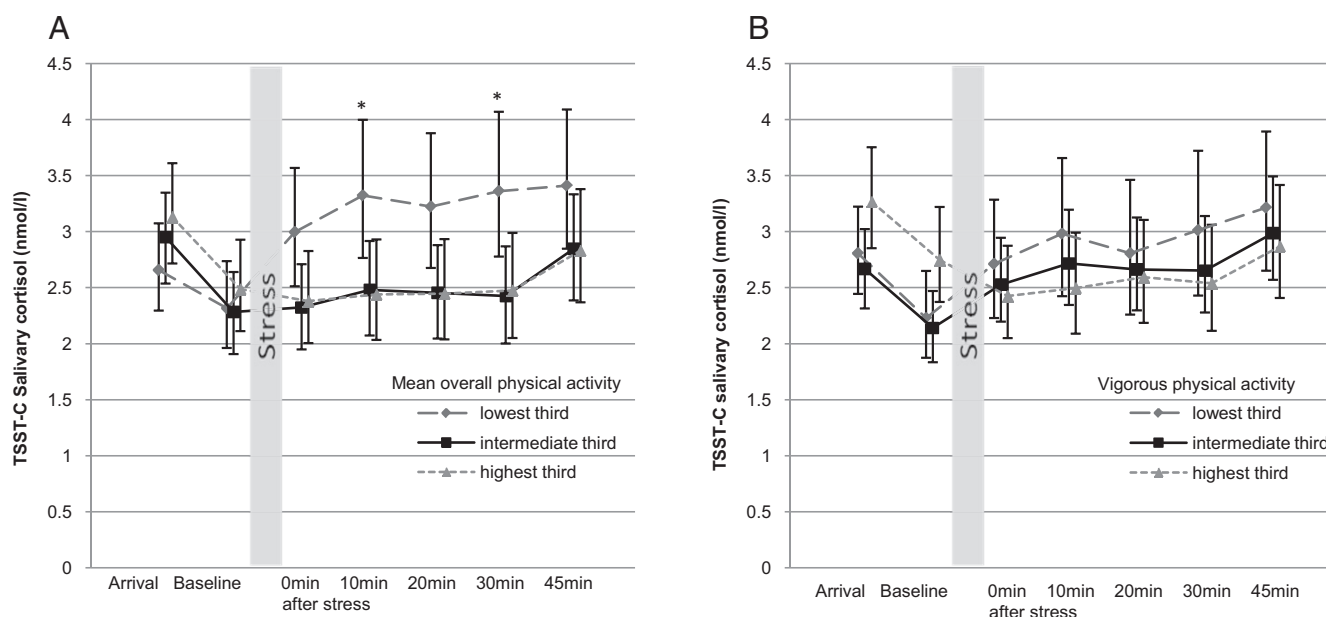 A
TSST-C Salivary cortisol (nmol/l)
4.5
4
3.5
3
2.5
2
1.5
1
0.5
0
*
*
Stress
Mean overall physical activity
lowest third
intermediate third
highest third
Arrival Baseline 0min 10min 20min 30min 45min
after stress
B
TSST-C salivary cortisol (nmol/l)
4.5
4
3.5
3
2.5
2
1.5
1
0.5
0
Stress
Vigorous physical activity
lowest third
intermediate third
highest third
Arrival Baseline 0min 10min 20min 30min 45min
after stress